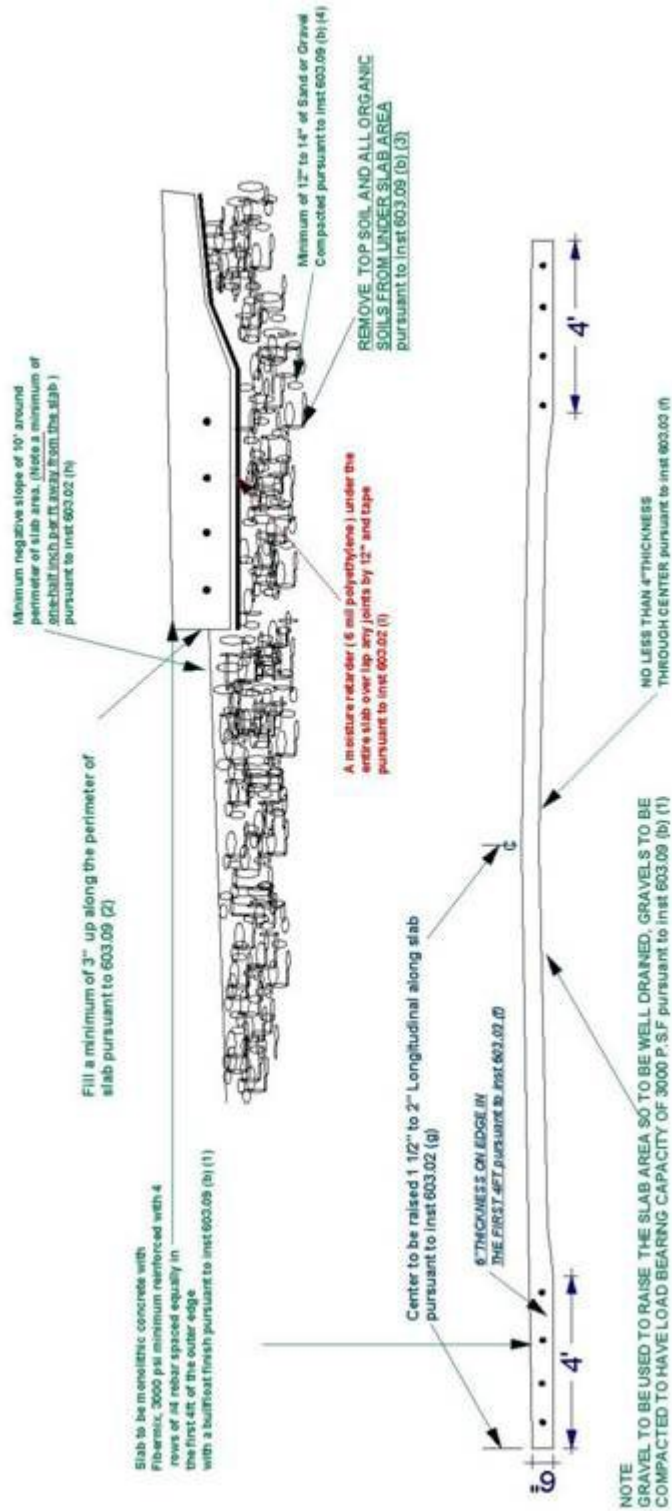 Slab to be monolithic concrete with
Fibermix, 3000 psi minimum reinforced with 4
rows of #4 rebar spaced equally in
the first 4ft of the outer edge
with a bullfloat finish pursuant to inst 603.09 (b) (1)
Fill a minimum of 3" up along the perimeter of
slab pursuant to 603.09 (2)
Minimum negative slope of 10' around
perimeter of slab area. (Note a minimum of
one-half inch per ft away from the slab )
pursuant to inst 603.02 (h)
Minimum of 12" to 14" of Sand or Gravel
Compacted pursuant to inst 603.09 (b) (4)
REMOVE TOP SOIL AND ALL ORGANIC
SOILS FROM UNDER SLAB AREA
pursuant to inst 603.09 (b) (3)
A moisture retarder ( 6 mil polyethylene ) under the
entire slab over lap any joints by 12" and tape
pursuant to inst 603.02 (i)
Center to be raised 1 1/2" to 2" Longitudinal along slab
pursuant to inst 603.02 (g)
6" THICKNESS ON EDGE IN
THE FIRST 4FT pursuant to inst 603.02 (f)
6"
4'
C
4'
NO LESS THAN 4" THICKNESS
THROUGH CENTER pursuant to inst 603.03 (f)
NOTE
GRAVEL TO BE USED TO RAISE THE SLAB AREA SO TO BE WELL DRAINED, GRAVELS TO BE
COMPACTED TO HAVE LOAD BEARING CAPACITY OF 3000 P.S.F pursuant to inst 603.09 (b) (1)